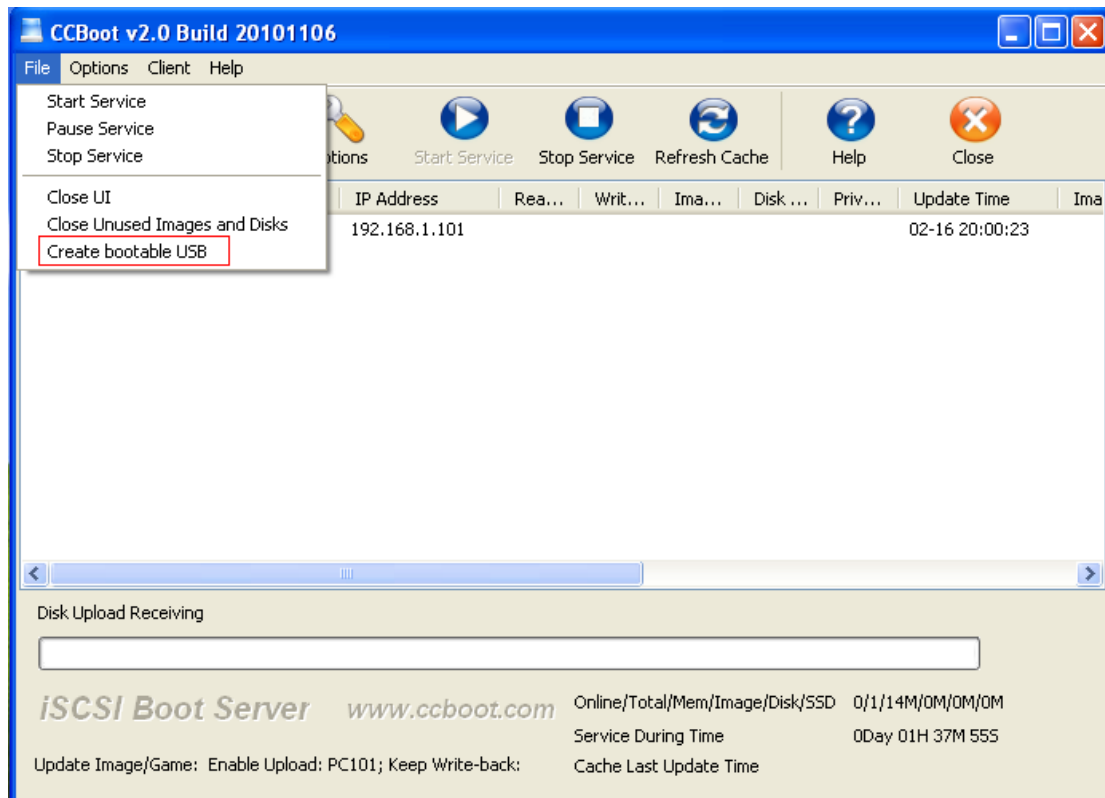 CCBoot v2.0 Build 20101106
File Options Client Help
Start Service
Pause Service
Stop Service
Close UI
Close Unused Images and Disks
Create bootable USB
Start Service Stop Service Refresh Cache Help Close
IP Address Rea... Writ... Ima... Disk ... Priv... Update Time Ima
192.168.1.101 02-16 20:00:23
Disk Upload Receiving
iSCSI Boot Server www.ccboot.com
Online/Total/Mem/Image/Disk/SSD 0/1/14M/0M/0M/0M
Service During Time 0Day 01H 37M 55S
Update Image/Game: Enable Upload: PC101; Keep Write-back:
Cache Last Update Time